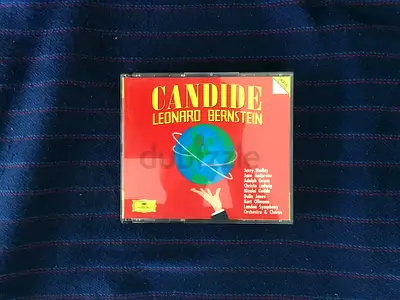 CANDIDE
LEONARD BERNSTEIN
dubizzle
Jerry Hadley
June Anderson
Adolph Green
Christa Ludwig
Nicolai Gedda
Della Jones
Kurt Ollmann
London Symphony
Orchestra & Chorus